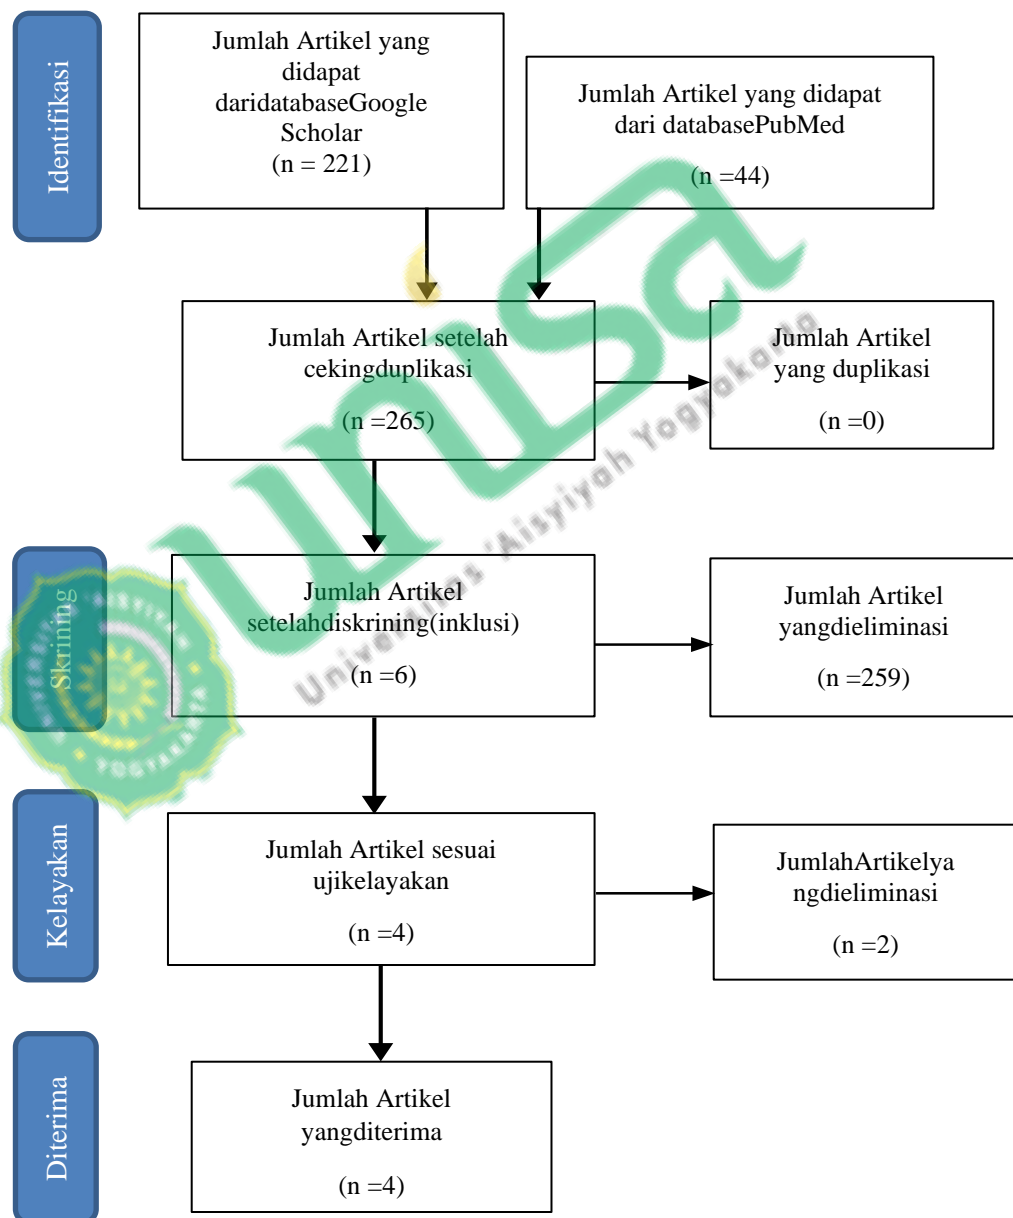 Identifikasi
Jumlah Artikel yang
didapat
daridatabaseGoogle
Scholar
(n = 221)
Jumlah Artikel yang didapat
dari databasePubMed
(n =44)
Jumlah Artikel setelah
cekingduplikasi
(n =265)
Jumlah Artikel
yang duplikasi
(n =0)
unisa
Universitas 'Aisyiyah Yogyakarta
Skrining
Jumlah Artikel
setelahdiskrining(inklusi)
(n =6)
Jumlah Artikel
yangdieliminasi
(n =259)
YOGYAKARTA
Kelayakan
Jumlah Artikel sesuai
ujikelayakan
(n =4)
JumlahArtikelya
ngdieliminasi
(n =2)
Diterima
Jumlah Artikel
yangditerima
(n =4)